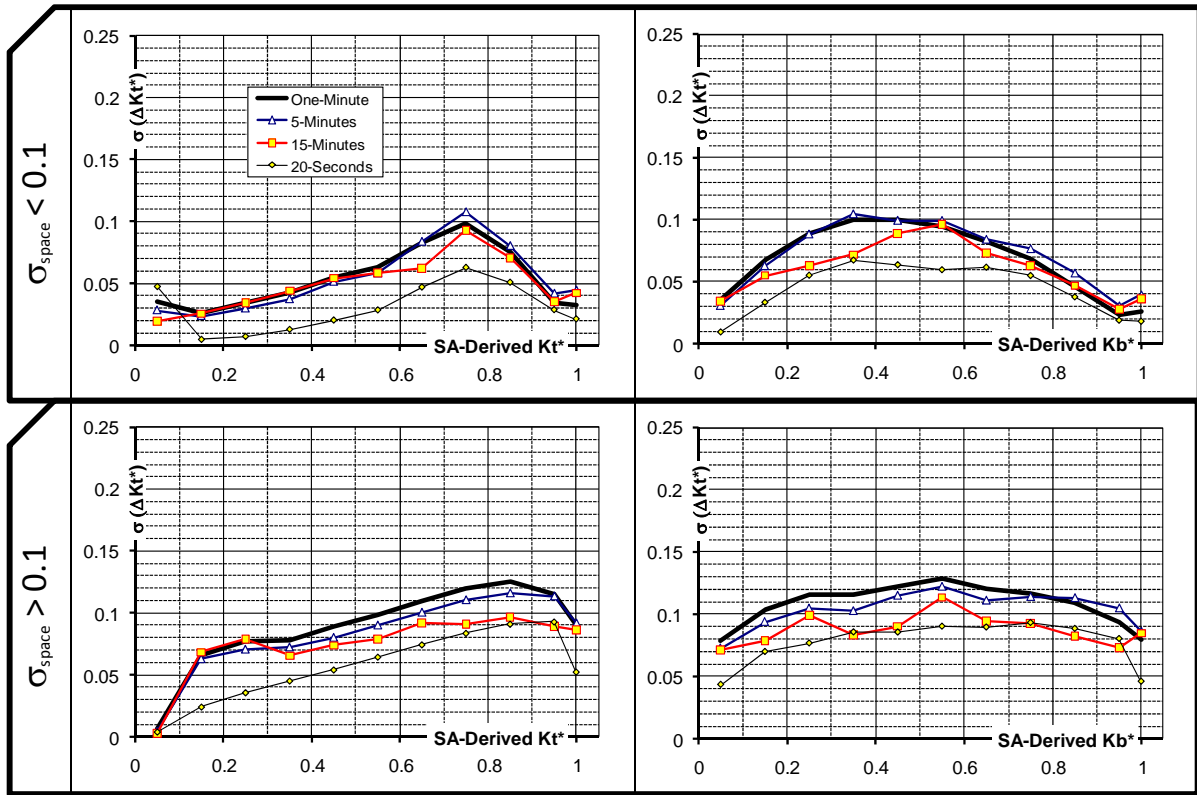 σspace < 0.1
0.25
0.2
0.15
0.1
0.05
0
σ (ΔKt*)
One-Minute
5-Minutes
15-Minutes
20-Seconds
SA-Derived Kt*
0 0.2 0.4 0.6 0.8 1
0.25
0.2
0.15
0.1
0.05
0
σ (ΔKt*)
SA-Derived Kb*
0 0.2 0.4 0.6 0.8 1
σspace > 0.1
0.25
0.2
0.15
0.1
0.05
0
σ (ΔKt*)
SA-Derived Kt*
0 0.2 0.4 0.6 0.8 1
0.25
0.2
0.15
0.1
0.05
0
σ (ΔKt*)
SA-Derived Kb*
0 0.2 0.4 0.6 0.8 1